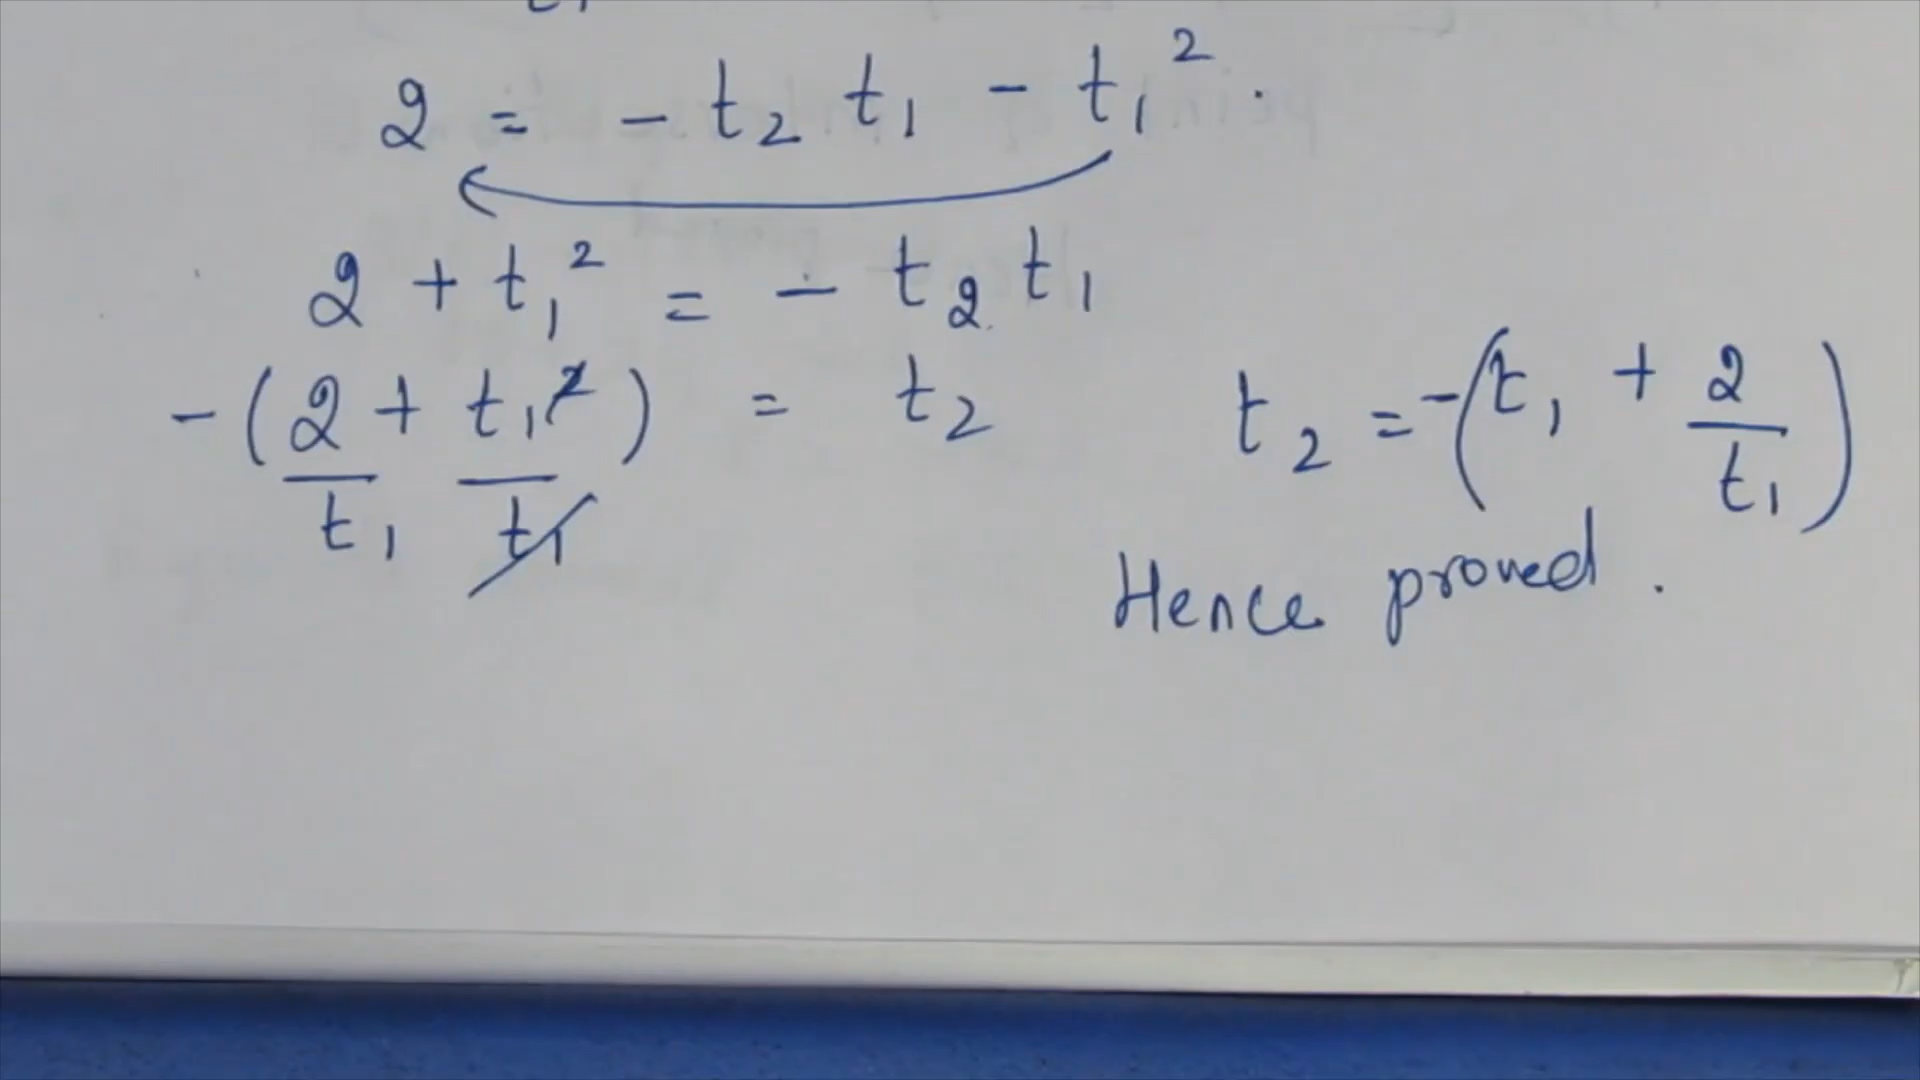 2 = - t₂ t₁ - t₁² .
2 + t₁² = - t₂ t₁
-(2/t₁ + t₁²/t₁) = t₂
t₂ = -(t₁ + 2/t₁)
Hence proved .